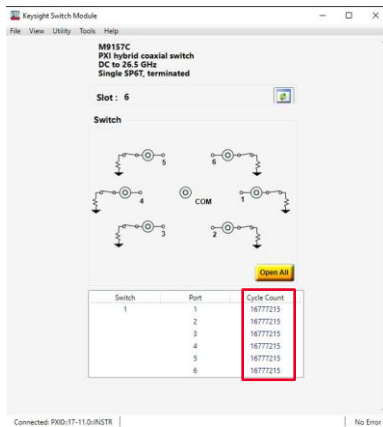 Keysight Switch Module
File View Utility Tools Help
M9157C
PXI hybrid coaxial switch
DC to 26.5 GHz
Single SP6T, terminated
Slot : 6
Switch
5 6
4 COM 1
3 2
Open All
Switch Port Cycle Count
1 1 16777215
2 16777215
3 16777215
4 16777215
5 16777215
6 16777215
Connected: PXI0::17-11.0::INSTR No Error